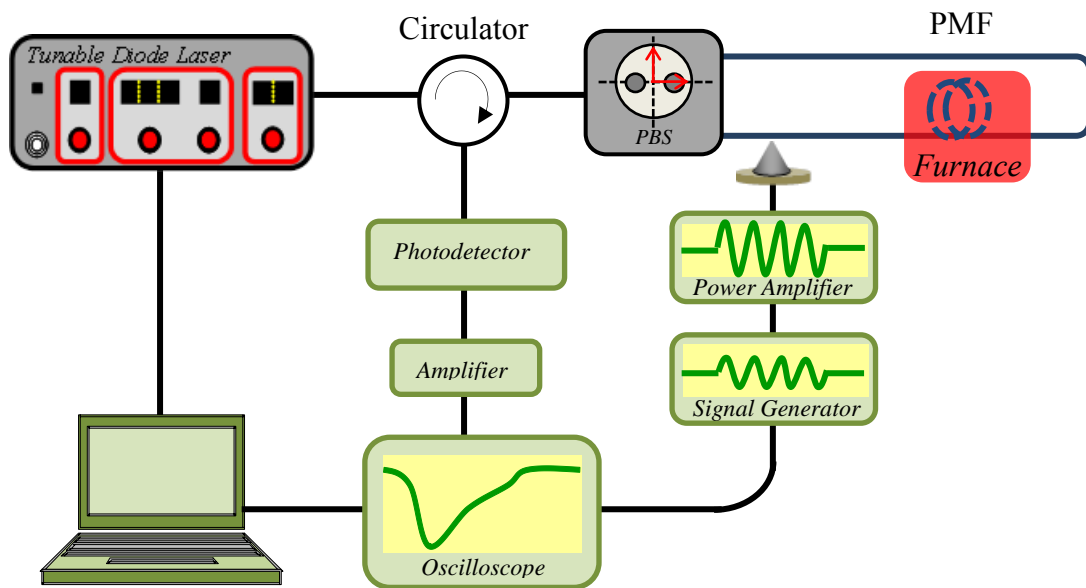 Circulator
PMF
Tunable Diode Laser
PBS
Furnace
Photodetector
Power Amplifier
Amplifier
Signal Generator
Oscilloscope